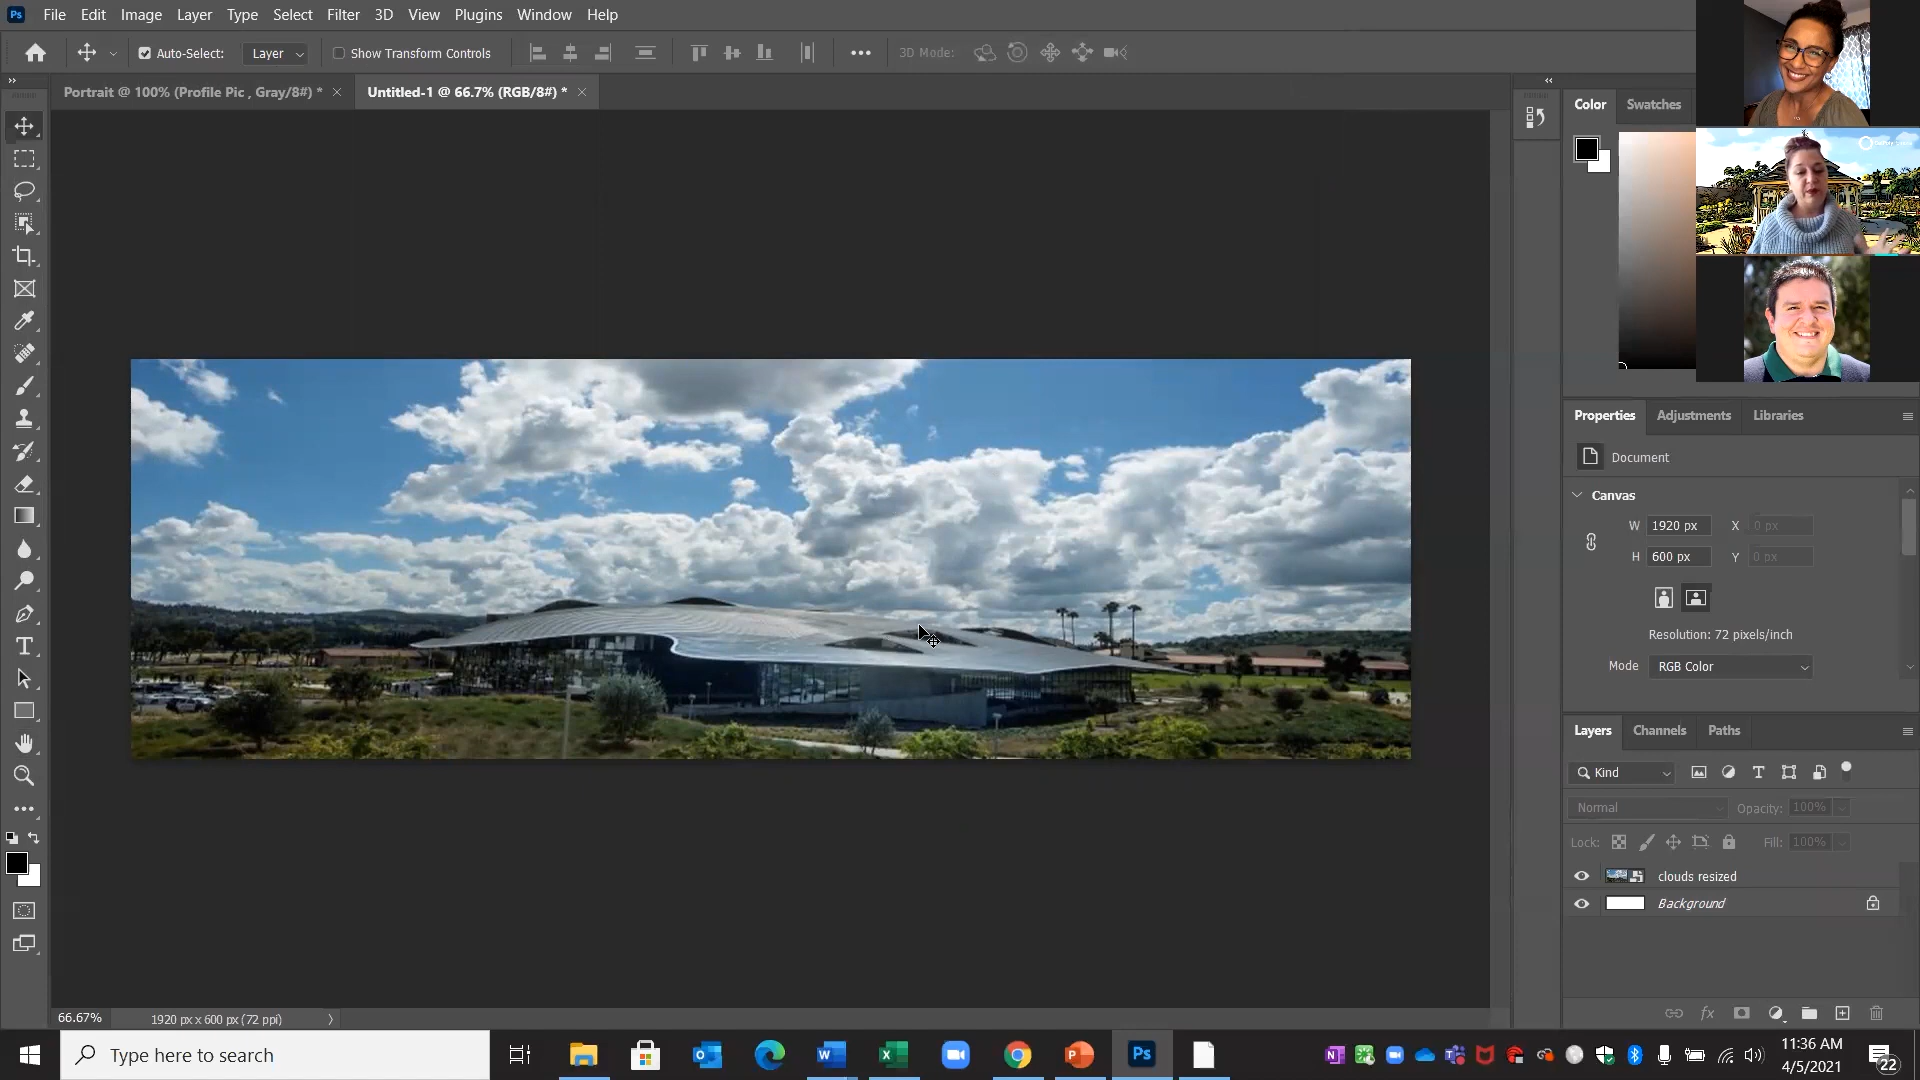 Ps File Edit Image Layer Type Select Filter 3D View Plugins Window Help
Auto-Select: Layer Show Transform Controls 3D Mode:
Portrait @ 100% (Profile Pic , Gray/8#) * Untitled-1 @ 66.7% (RGB/8#) *
Color Swatches
Properties Adjustments Libraries
Document
Canvas
W 1920 px X 0 px
H 600 px Y 0 px
Resolution: 72 pixels/inch
Mode RGB Color
Layers Channels Paths
Kind
Normal Opacity: 100%
Lock: Fill: 100%
clouds resized
Background
fx
66.67% 1920 px x 600 px (72 ppi)
Type here to search
11:36 AM
4/5/2021
22